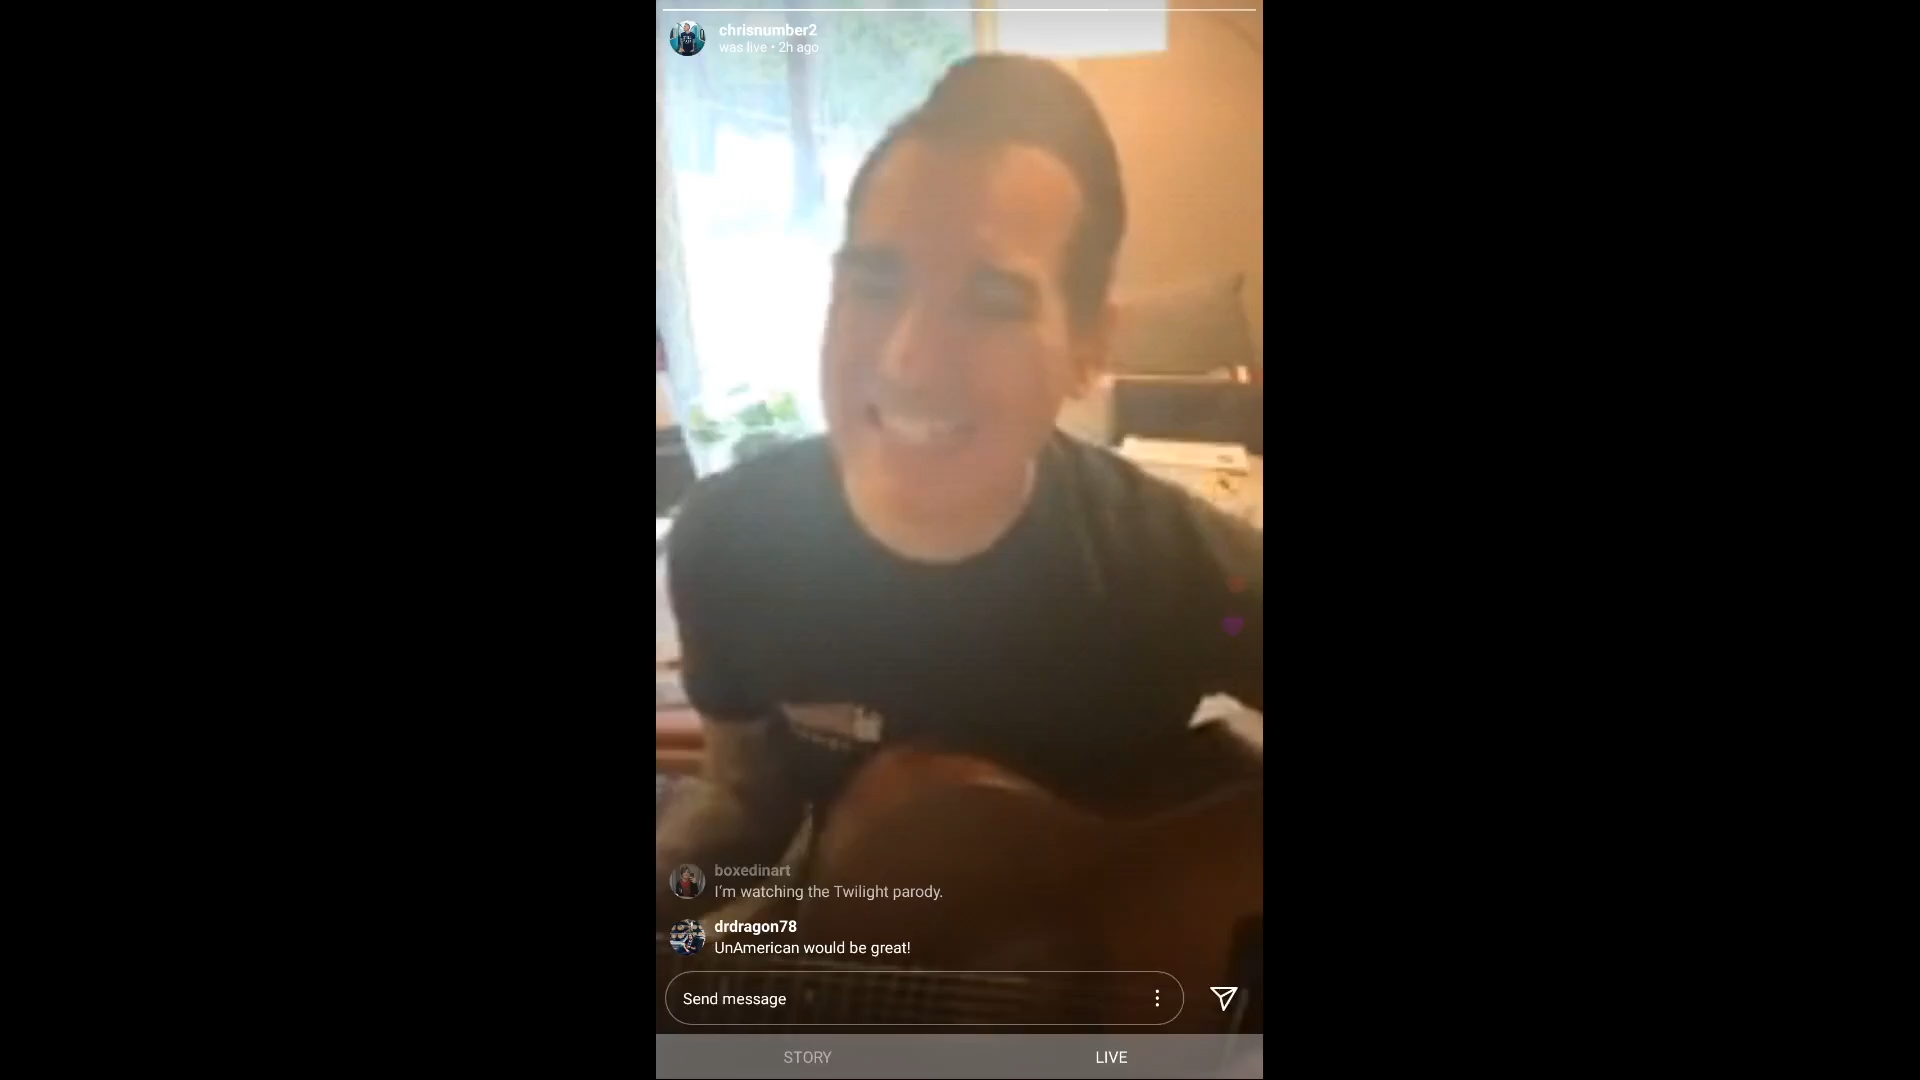 chrisnumber2
was live • 2h ago
boxedinart
I'm watching the Twilight parody.
drdragon78
UnAmerican would be great!
Send message
STORY
LIVE